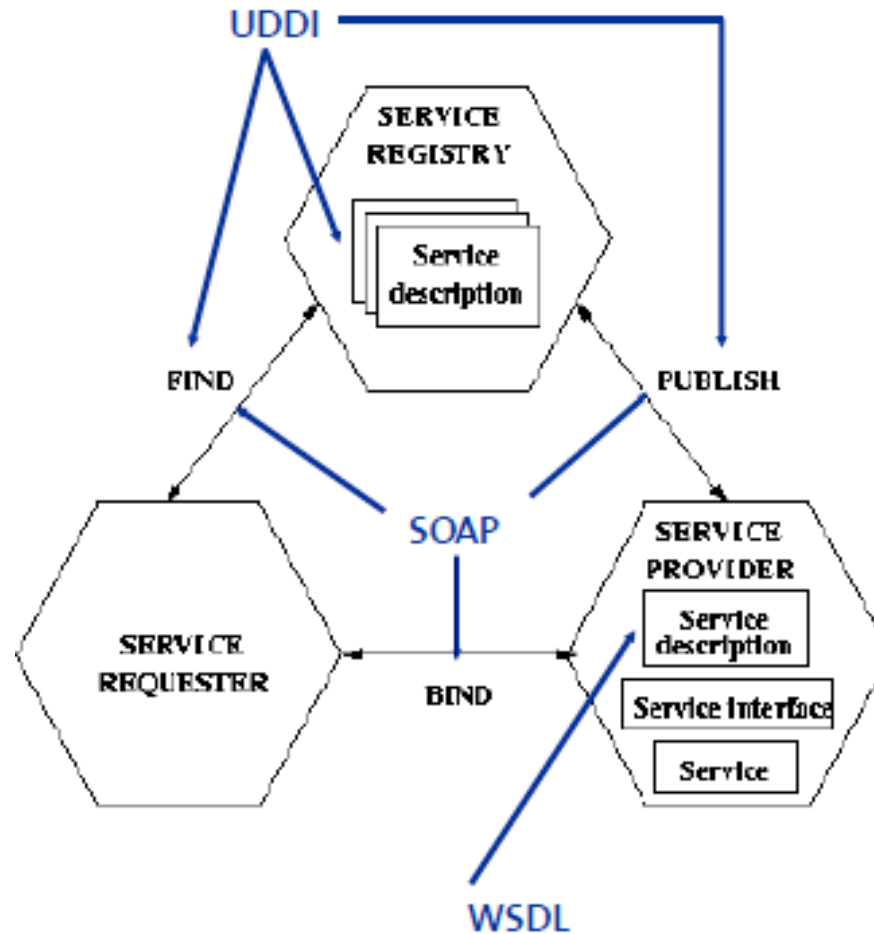 UDDI
SERVICE
REGISTRY
Service
description
FIND
PUBLISH
SOAP
SERVICE
REQUESTER
BIND
SERVICE
PROVIDER
Service
description
Service interface
Service
WSDL